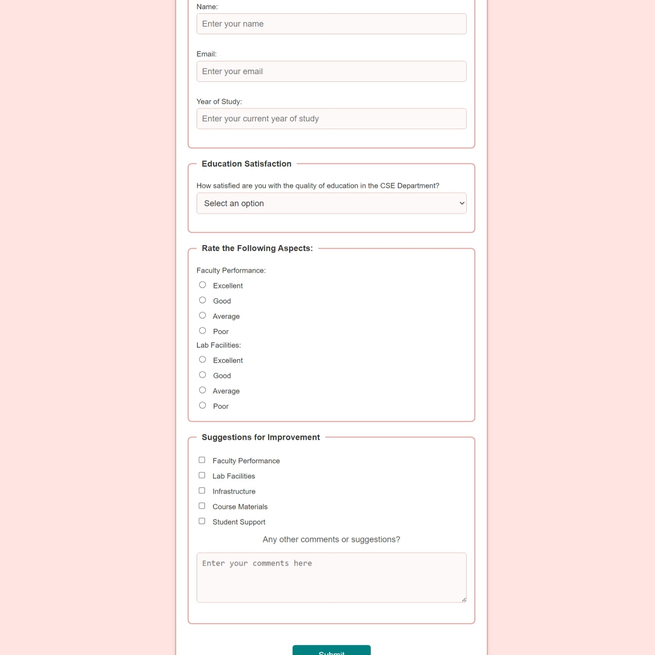 Name:
Enter your name
Email:
Enter your email
Year of Study:
Enter your current year of study
Education Satisfaction
How satisfied are you with the quality of education in the CSE Department?
Select an option
Rate the Following Aspects:
Faculty Performance:
Excellent
Good
Average
Poor
Lab Facilities:
Excellent
Good
Average
Poor
Suggestions for Improvement
Faculty Performance
Lab Facilities
Infrastructure
Course Materials
Student Support
Any other comments or suggestions?
Enter your comments here
Submit